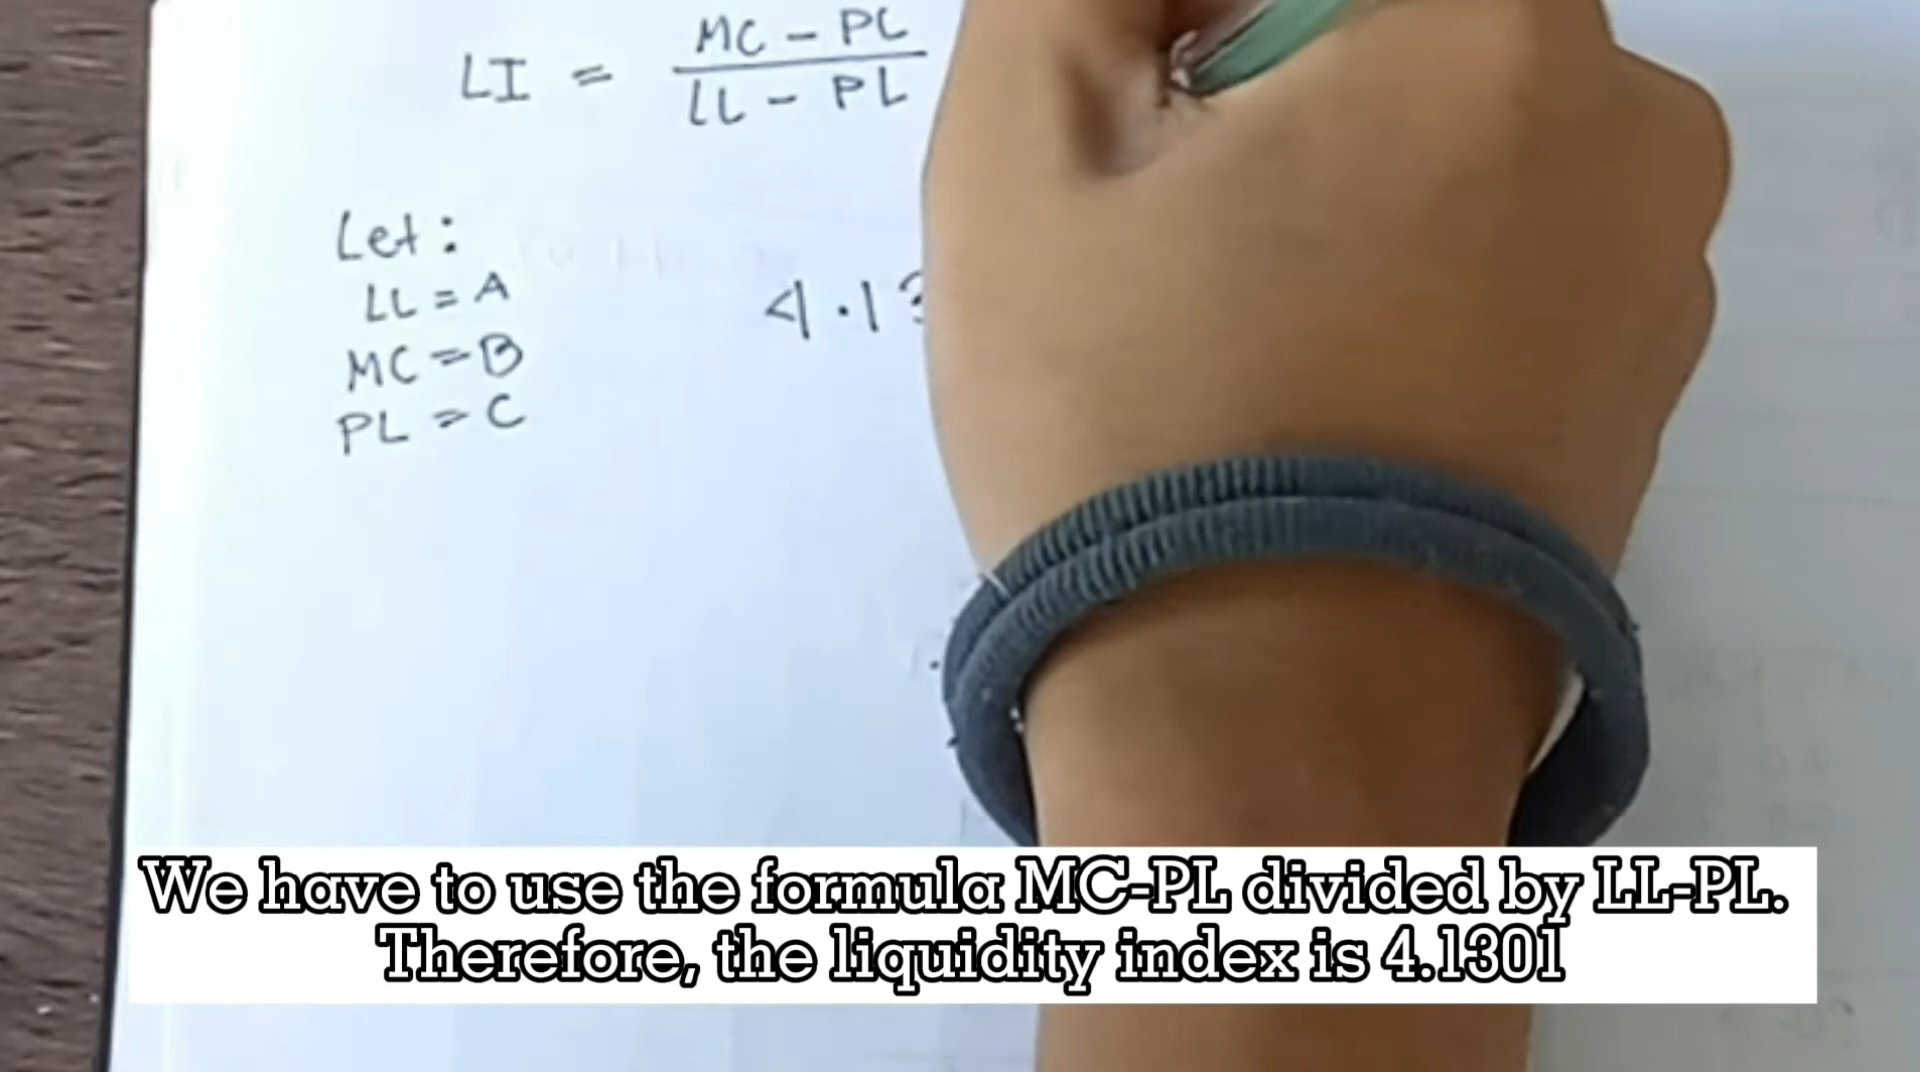 LI = MC - PL
LL - PL
Let:
LL = A
MC = B
PL = C
4.13
We have to use the formula MC-PL divided by LL-PL.
Therefore, the liquidity index is 4.1301